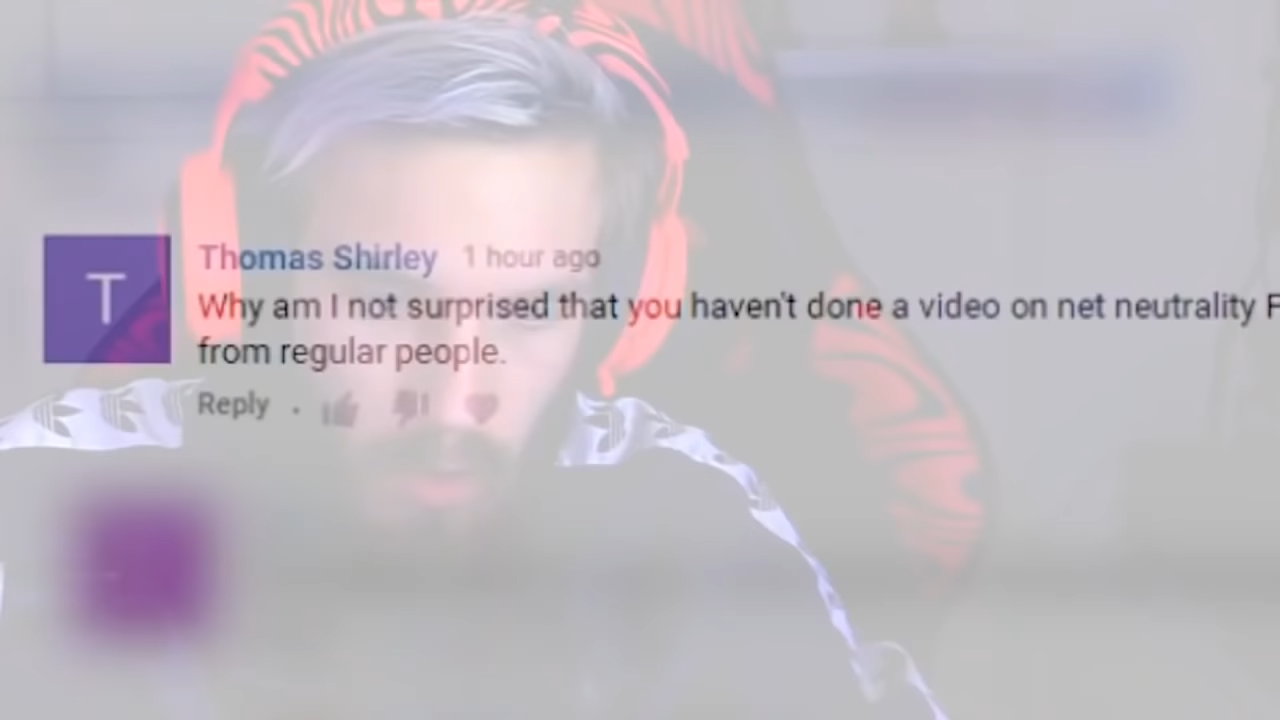 T
Thomas Shirley 1 hour ago
Why am I not surprised that you haven't done a video on net neutrality F
from regular people.
Reply